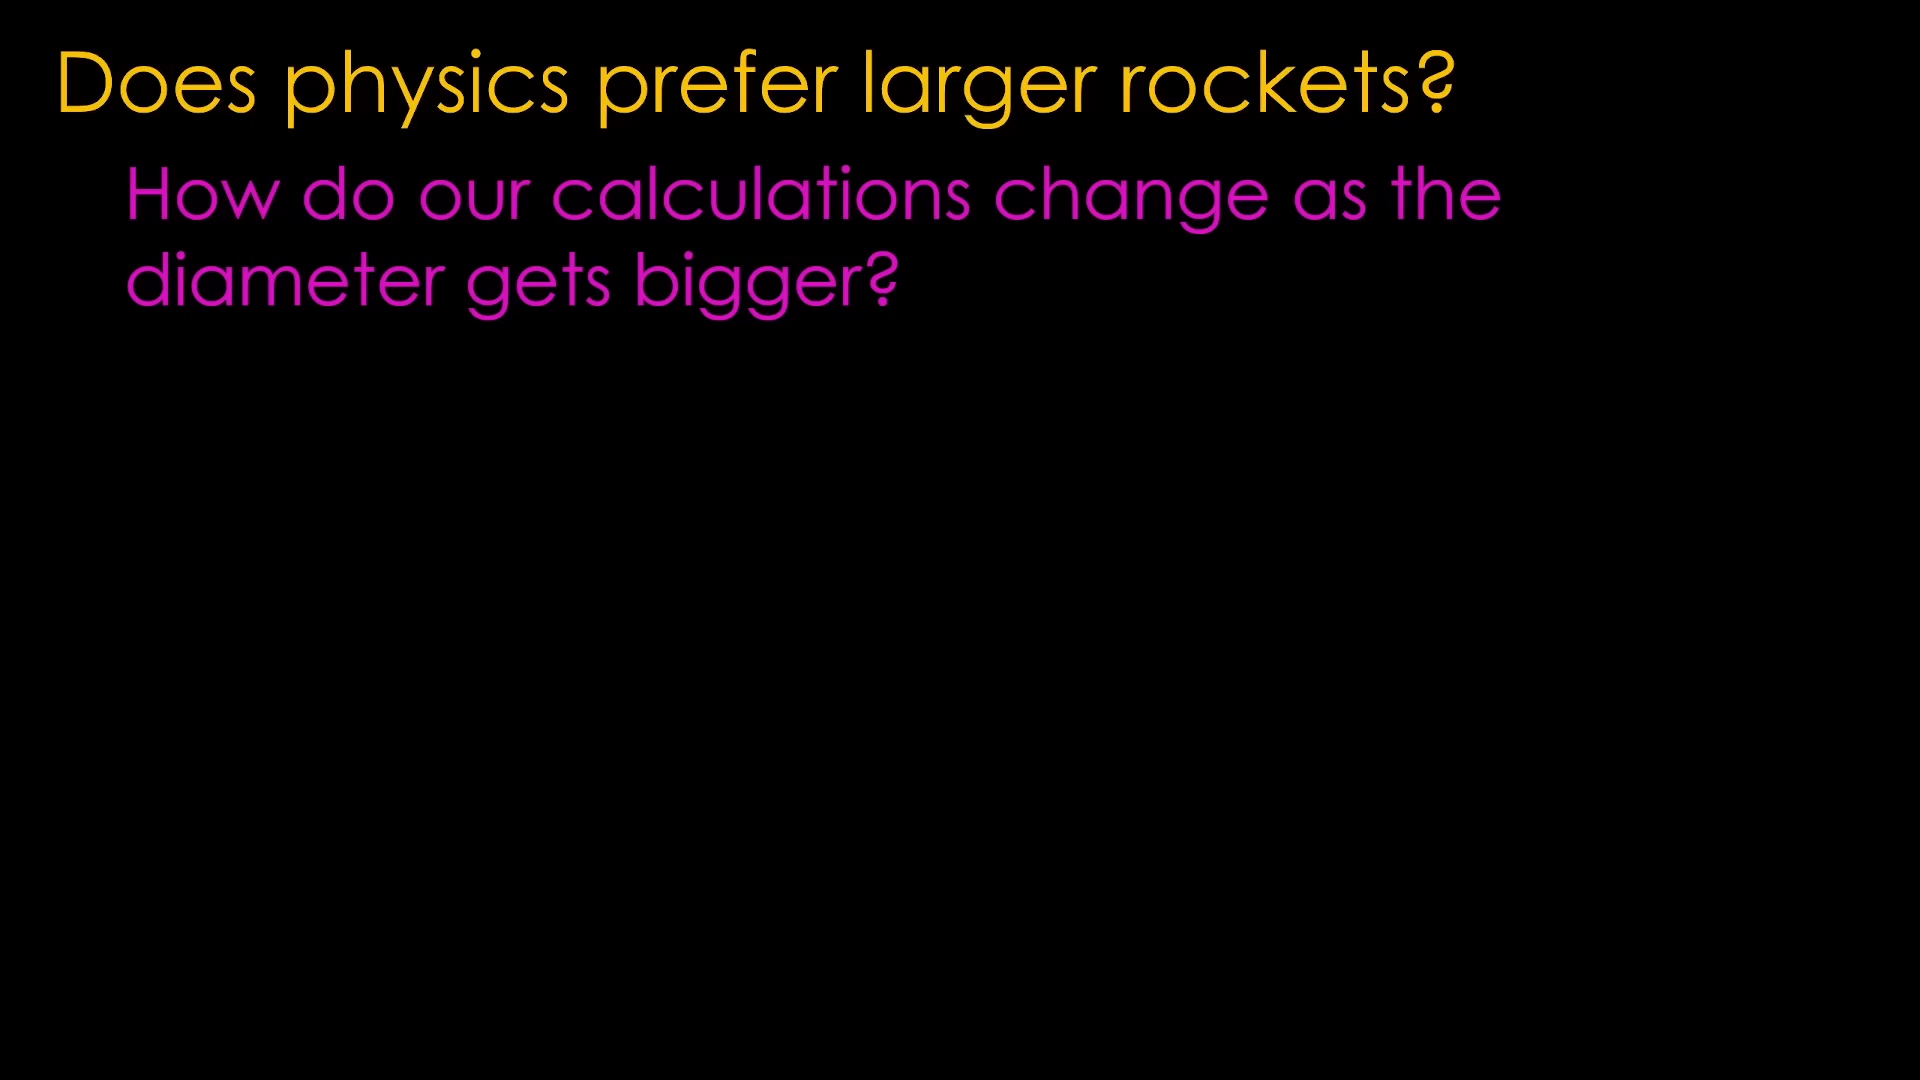 Does physics prefer larger rockets?
How do our calculations change as the
diameter gets bigger?